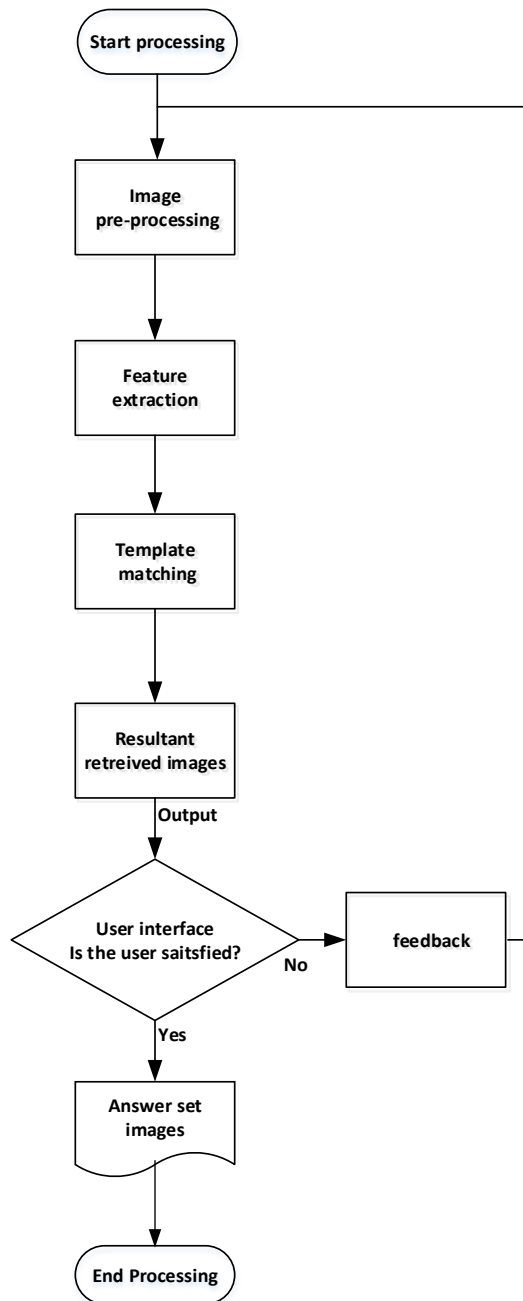 Start processing
Image
pre-processing
Feature
extraction
Template
matching
Resultant
retreived images
Output
User interface
Is the user saitsfied?
No
feedback
Yes
Answer set
images
End Processing